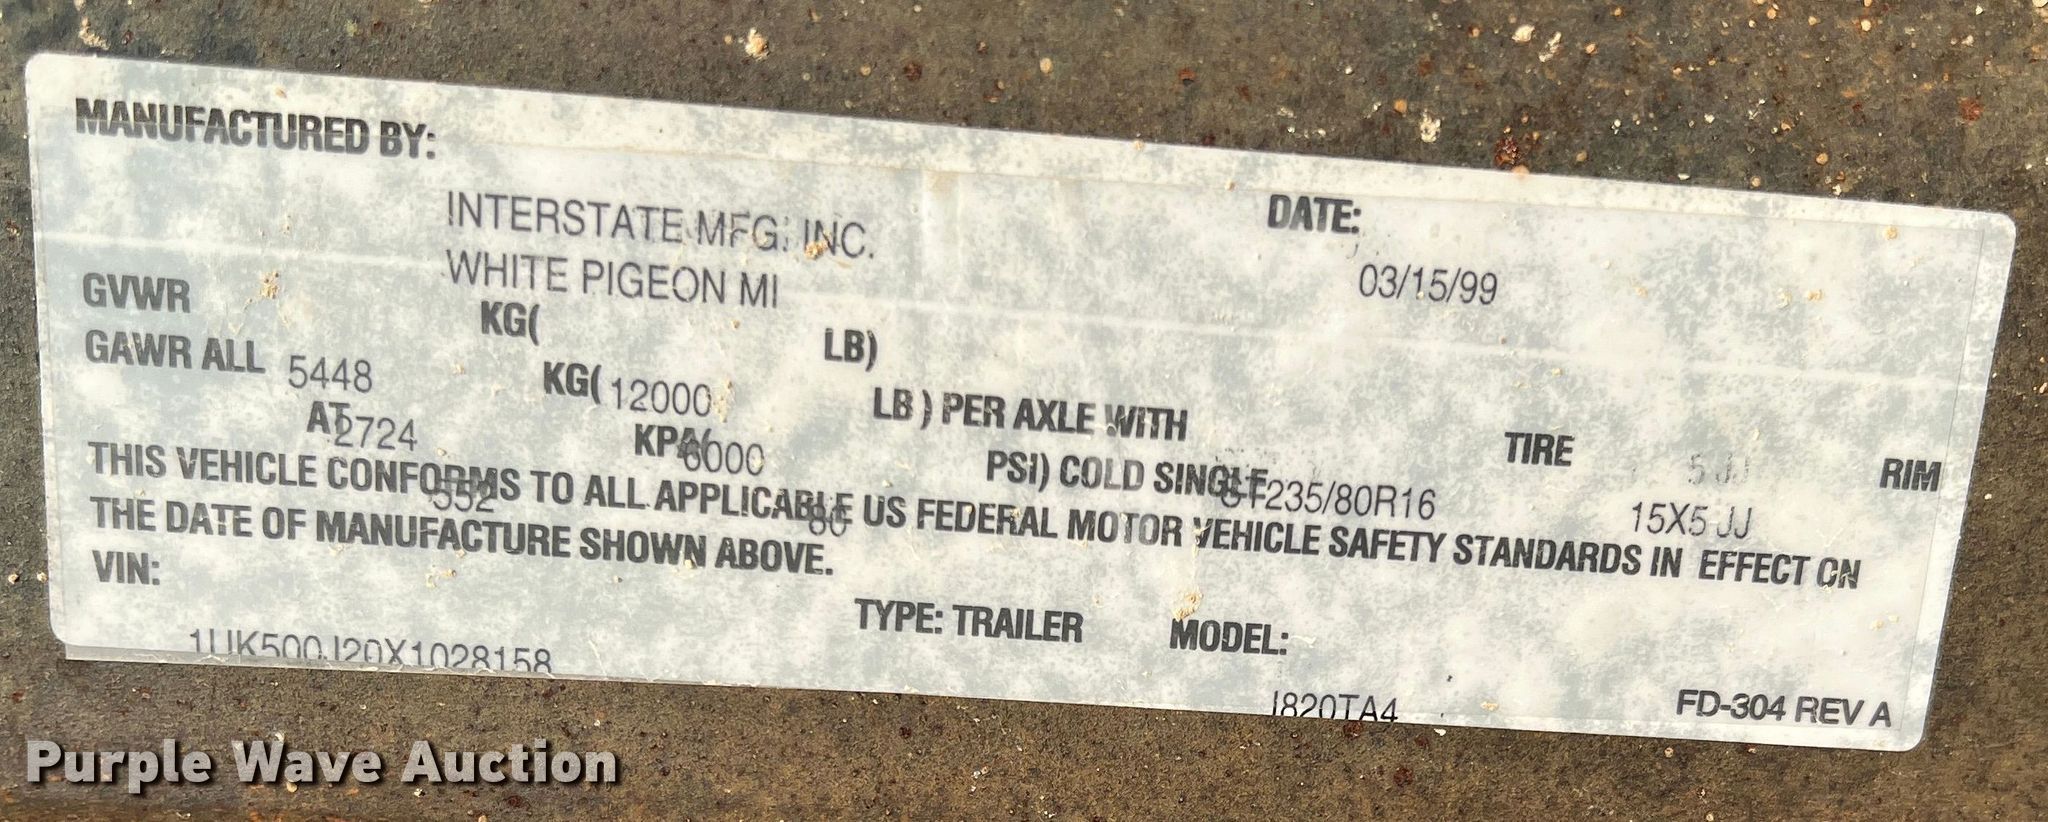 MANUFACTURED BY:
INTERSTATE MFG. INC.
DATE:
WHITE PIGEON MI
03/15/99
GVWR KG( LB)
GAWR ALL 5448 KG( 12000 LB ) PER AXLE WITH TIRE 5 JJ RIM
AT 2724 KPA( 6000 PSI) COLD SINGLE ST235/80R16 15X5 JJ
THIS VEHICLE CONFORMS TO ALL APPLICABLE US FEDERAL MOTOR VEHICLE SAFETY STANDARDS IN EFFECT ON
552 80
THE DATE OF MANUFACTURE SHOWN ABOVE.
VIN: TYPE: TRAILER MODEL:
1UK500J20X1028158 I820TA4 FD-304 REV A
Purple Wave Auction